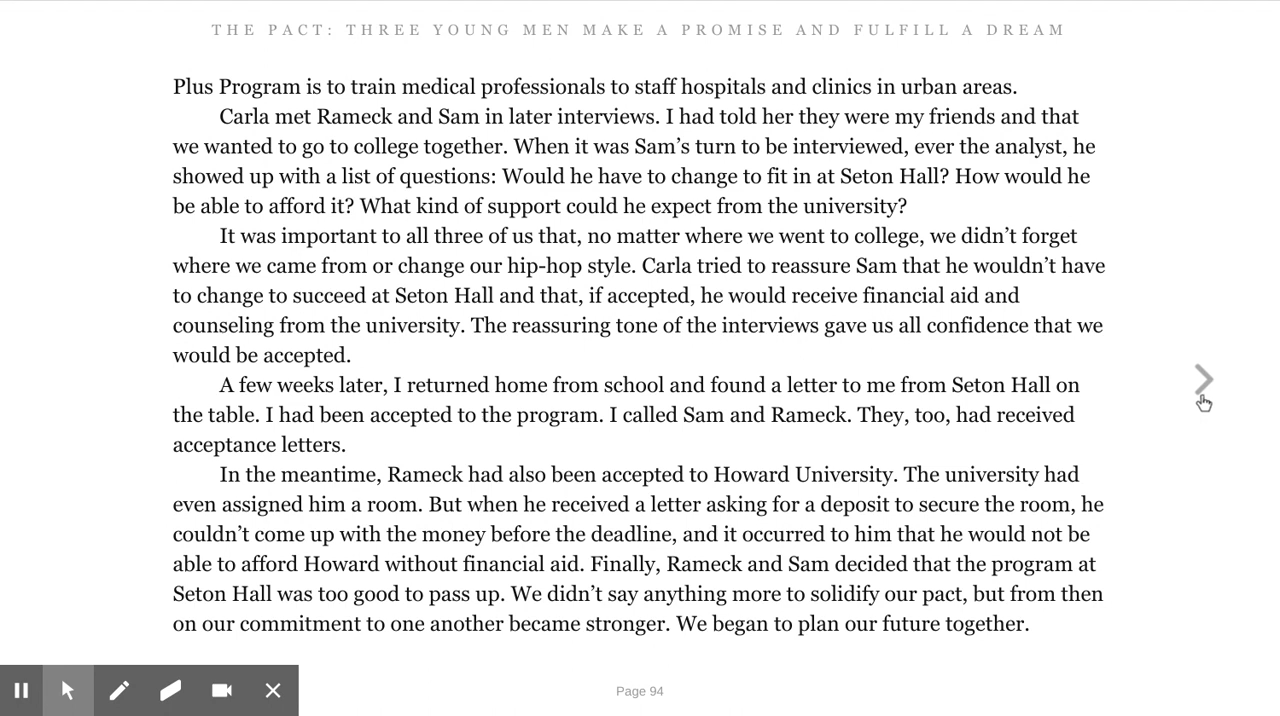 THE PACT: THREE YOUNG MEN MAKE A PROMISE AND FULFILL A DREAM
Plus Program is to train medical professionals to staff hospitals and clinics in urban areas.
Carla met Rameck and Sam in later interviews. I had told her they were my friends and that
we wanted to go to college together. When it was Sam’s turn to be interviewed, ever the analyst, he
showed up with a list of questions: Would he have to change to fit in at Seton Hall? How would he
be able to afford it? What kind of support could he expect from the university?
It was important to all three of us that, no matter where we went to college, we didn’t forget
where we came from or change our hip-hop style. Carla tried to reassure Sam that he wouldn’t have
to change to succeed at Seton Hall and that, if accepted, he would receive financial aid and
counseling from the university. The reassuring tone of the interviews gave us all confidence that we
would be accepted.
A few weeks later, I returned home from school and found a letter to me from Seton Hall on
the table. I had been accepted to the program. I called Sam and Rameck. They, too, had received
acceptance letters.
In the meantime, Rameck had also been accepted to Howard University. The university had
even assigned him a room. But when he received a letter asking for a deposit to secure the room, he
couldn’t come up with the money before the deadline, and it occurred to him that he would not be
able to afford Howard without financial aid. Finally, Rameck and Sam decided that the program at
Seton Hall was too good to pass up. We didn’t say anything more to solidify our pact, but from then
on our commitment to one another became stronger. We began to plan our future together.
Page 94